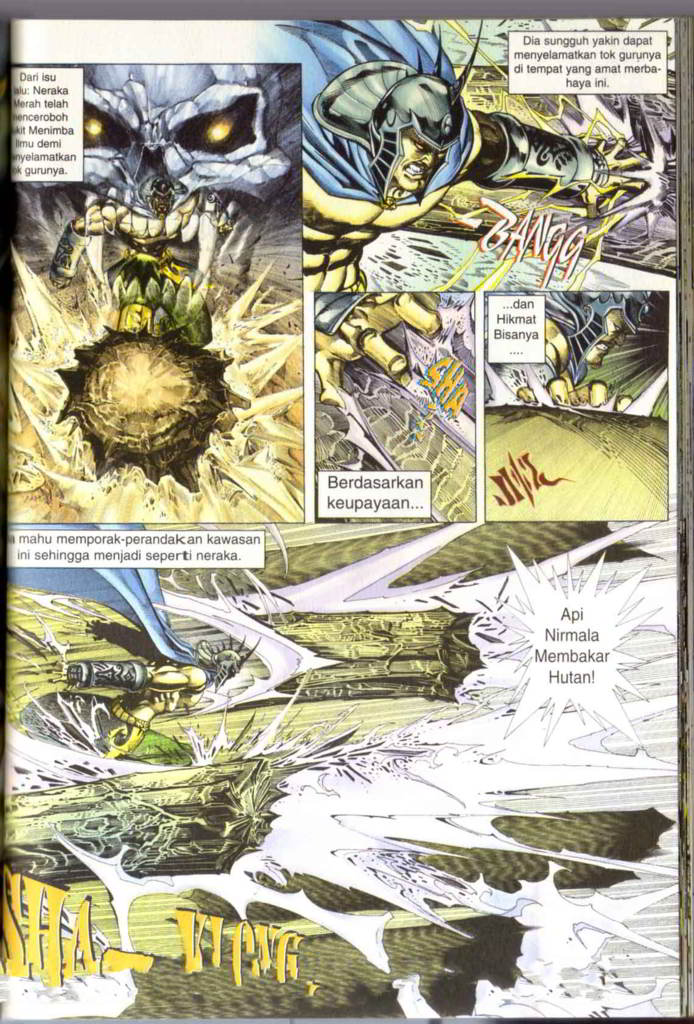 Dari isu
lalu: Neraka
Merah telah
menceroboh
Menimba
Ilmu demi
menyelamatkan
tok gurunya.
Dia sungguh yakin dapat
menyelamatkan tok gurunya
di tempat yang amat merba-
haya ini.
BANGG
SHA
Berdasarkan
keupayaan...
...dan
Hikmat
Bisanya
....
mahu memporak-perandakan kawasan
ini sehingga menjadi seperti neraka.
Api
Nirmala
Membakar
Hutan!
SHA-